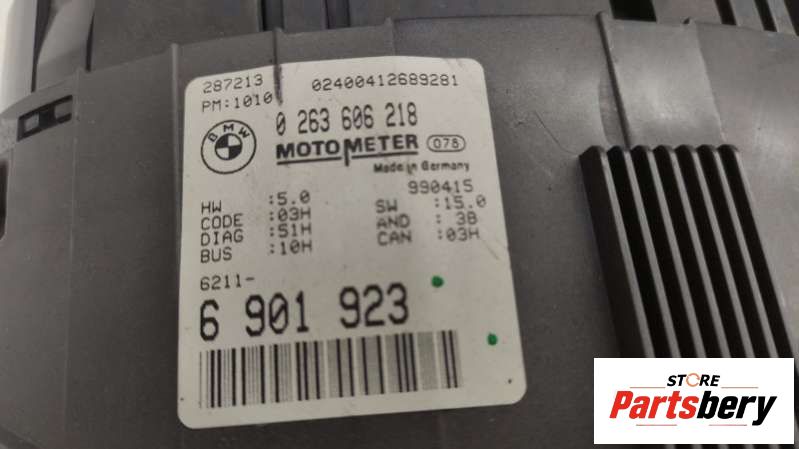 287213 02400412689281
PM:1010
BMW
0 263 606 218
MOTOMETER 078
Made in Germany
990415
HW :5.0 SW :15.0
CODE :03H AND : 38
DIAG :51H CAN :03H
BUS :10H
6211-
6 901 923
STORE
Partsbery